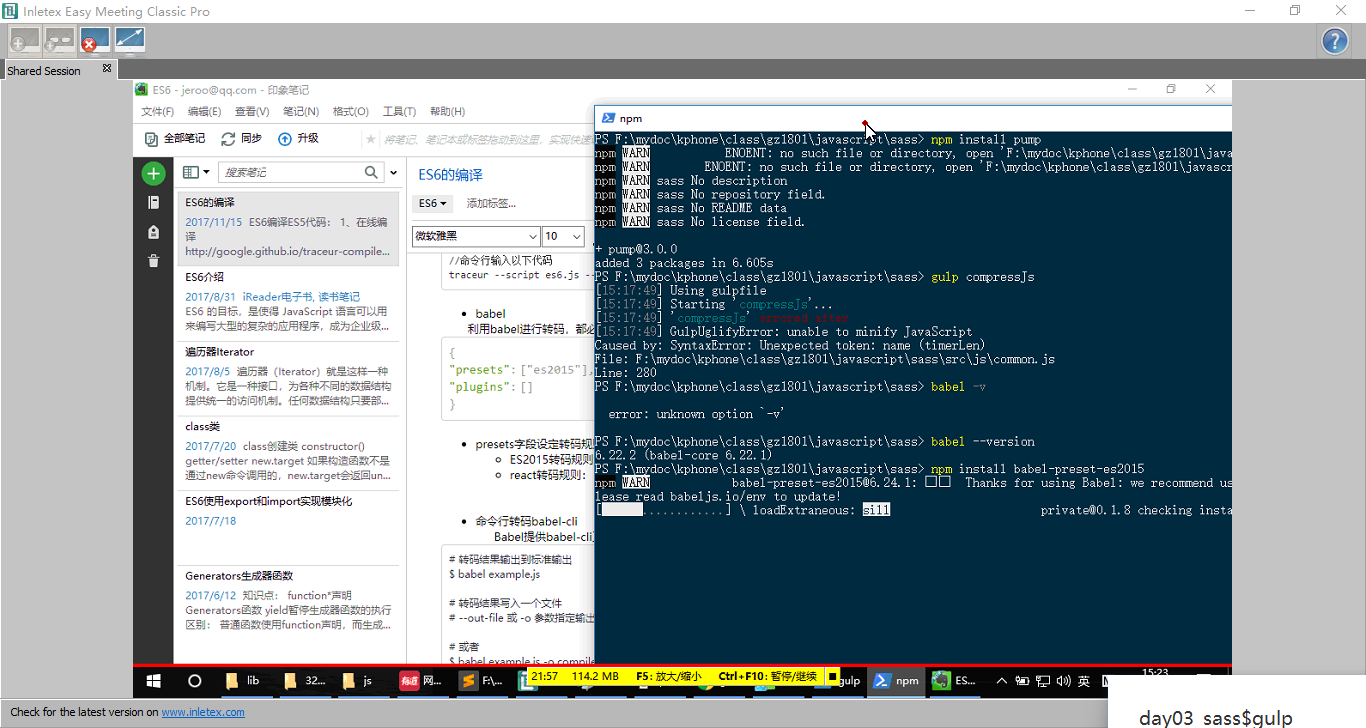 Inletex Easy Meeting Classic Pro
Shared Session
ES6 - jeroo@qq.com - 印象笔记
文件(F) 编辑(E) 查看(V) 笔记(N) 格式(O) 工具(T) 帮助(H)
全部笔记 同步 升级 将笔记、笔记本或标签拖动到这里，实现快速
搜索笔记
ES6的编译
2017/11/15 ES6编译ES5代码： 1、在线编
译
http://google.github.io/traceur-compile...
ES6介绍
2017/8/31 iReader电子书, 读书笔记
ES6 的目标，是使得 JavaScript 语言可以用
来编写大型的复杂的应用程序，成为企业级...
遍历器Iterator
2017/8/5 遍历器（Iterator）就是这样一种
机制。它是一种接口，为各种不同的数据结构
提供统一的访问机制。任何数据结构只要部...
class类
2017/7/20 class创建类 constructor()
getter/setter new.target 如果构造函数不是
通过new命令调用的，new.target会返回un...
ES6使用export和import实现模块化
2017/7/18
Generators生成器函数
2017/6/12 知识点： function*声明
Generators函数 yield暂停生成器函数的执行
区别： 普通函数使用function声明，而生成...
ES6的编译
ES6 添加标签...
微软雅黑 10
//命令行输入以下代码
traceur --script es6.js --
babel
利用babel进行转码，都必
{
"presets": ["es2015"],
"plugins": []
}
presets字段设定转码规
ES2015转码规则
react转码规则：
命令行转码babel-cli
Babel提供babel-cli
# 转码结果输出到标准输出
$ babel example.js
# 转码结果写入一个文件
# --out-file 或 -o 参数指定输出
# 或者
$ babel example.js -o compile
npm
PS F:\mydoc\kphone\class\gz1801\javascript\sass> npm install pump
npm WARN ENOENT: no such file or directory, open 'F:\mydoc\kphone\class\gz1801\java
npm WARN ENOENT: no such file or directory, open 'F:\mydoc\kphone\class\gz1801\javascr
npm WARN sass No description
npm WARN sass No repository field.
npm WARN sass No README data
npm WARN sass No license field.
+ pump@3.0.0
added 3 packages in 6.605s
PS F:\mydoc\kphone\class\gz1801\javascript\sass> gulp compressJs
[15:17:49] Using gulpfile
[15:17:49] Starting 'compressJs'...
[15:17:49] 'compressJs' errored after
[15:17:49] GulpUglifyError: unable to minify JavaScript
Caused by: SyntaxError: Unexpected token: name (timerLen)
File: F:\mydoc\kphone\class\gz1801\javascript\sass\src\js\common.js
Line: 280
PS F:\mydoc\kphone\class\gz1801\javascript\sass> babel -v
error: unknown option `-v'
PS F:\mydoc\kphone\class\gz1801\javascript\sass> babel --version
6.22.2 (babel-core 6.22.1)
PS F:\mydoc\kphone\class\gz1801\javascript\sass> npm install babel-preset-es2015
npm WARN babel-preset-es2015@6.24.1: Thanks for using Babel: we recommend us
lease read babeljs.io/env to update!
[ ............] \ loadExtraneous: sill private@0.1.8 checking insta
lib 32... js 网... F:\... gulp npm ES... 英 15:23
21:57 114.2 MB F5: 放大/缩小 Ctrl+F10: 暂停/继续
Check for the latest version on www.inletex.com
day03_sass$gulp